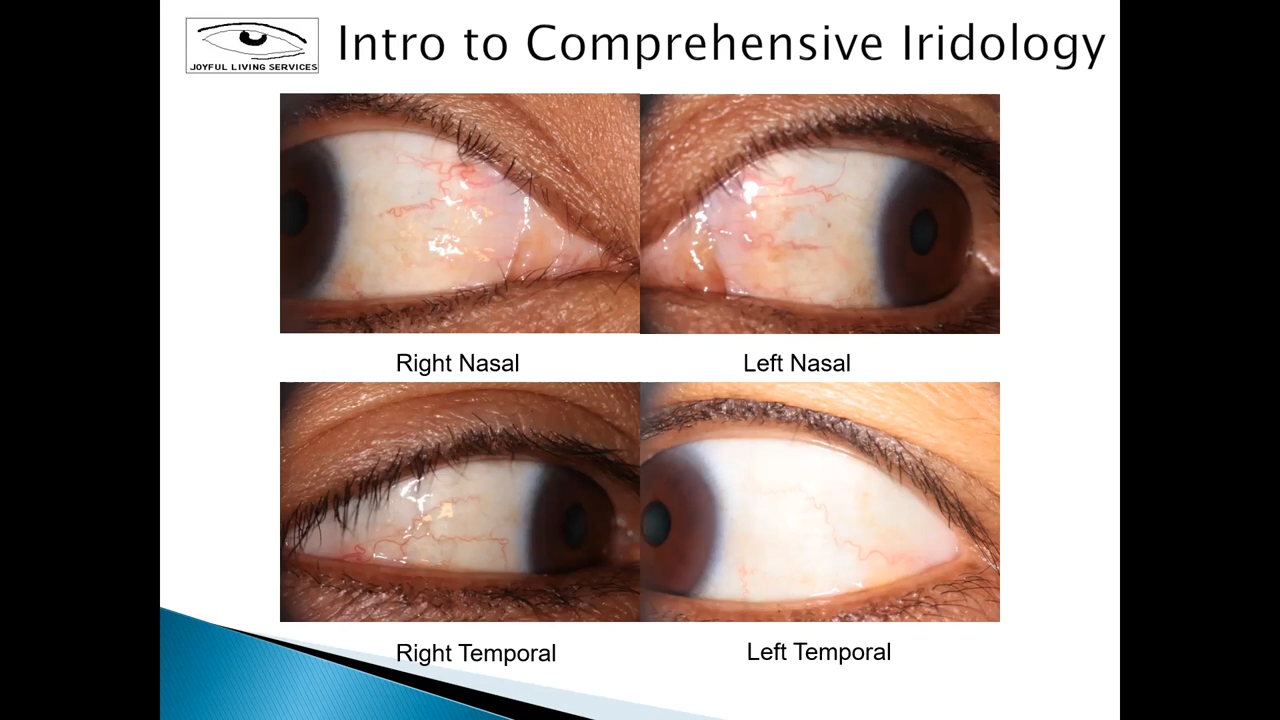 JOYFUL LIVING SERVICES
Intro to Comprehensive Iridology
Right Nasal
Left Nasal
Right Temporal
Left Temporal